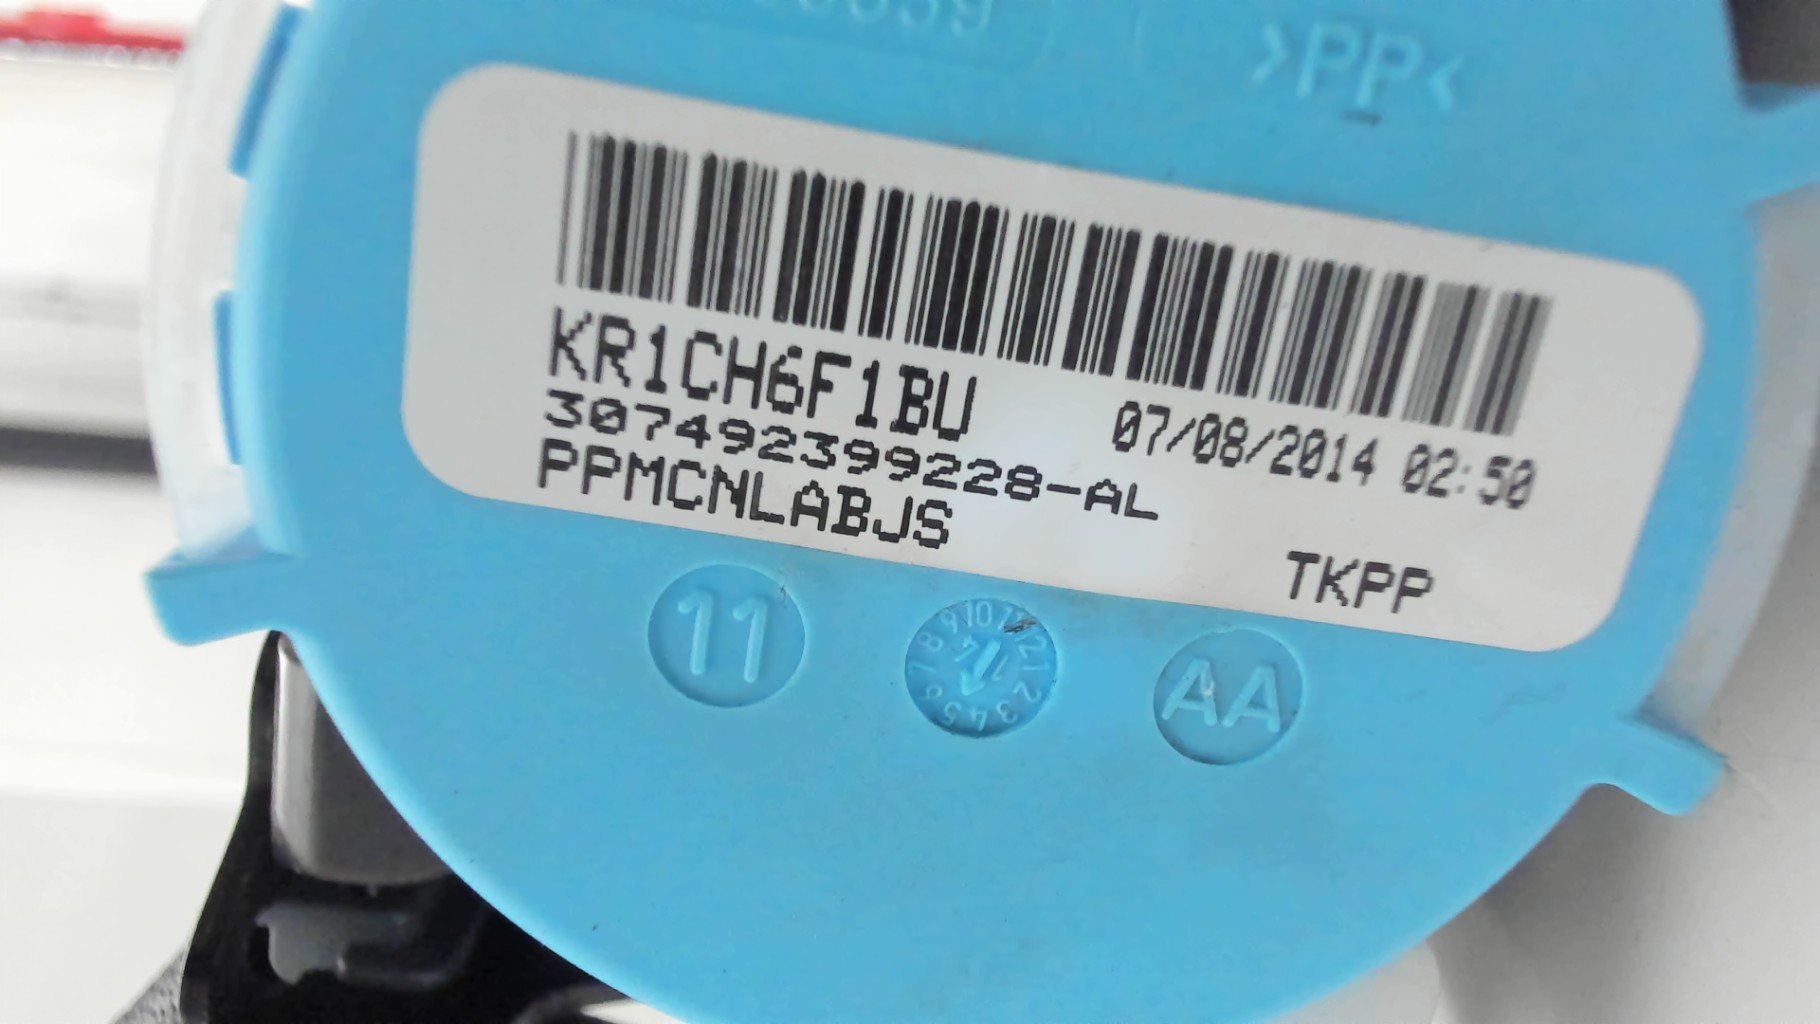 >PP<
KR1CH6F1BU
07/08/2014 02:50
307492399228-AL
PPMCNLABJS
TKPP
11
AA